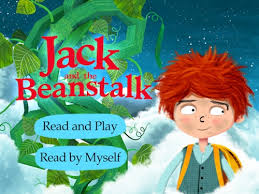 Jack
and the
Beanstalk
Read and Play
Read by Myself